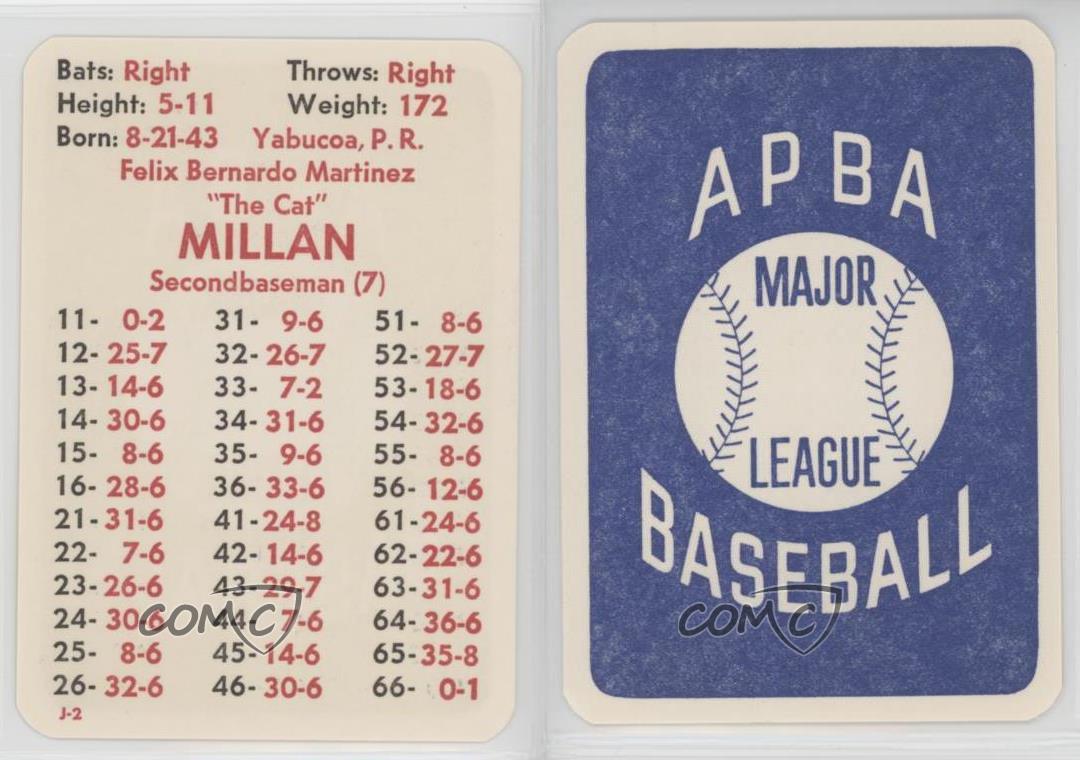 Bats: Right Throws: Right
Height: 5-11 Weight: 172
Born: 8-21-43 Yabucoa, P. R.
Felix Bernardo Martinez
"The Cat"
MILLAN
Secondbaseman (7)
11- 0-2 31- 9-6 51- 8-6
12- 25-7 32- 26-7 52- 27-7
13- 14-6 33- 7-2 53- 18-6
14- 30-6 34- 31-6 54- 32-6
15- 8-6 35- 9-6 55- 8-6
16- 28-6 36- 33-6 56- 12-6
21- 31-6 41- 24-8 61- 24-6
22- 7-6 42- 14-6 62- 22-6
23- 26-6 43- 29-7 63- 31-6
24- 30-6 44- 7-6 64- 36-6
25- 8-6 45- 14-6 65- 35-8
26- 32-6 46- 30-6 66- 0-1
J-2
COMC
APBA
MAJOR
LEAGUE
BASEBALL
COMC